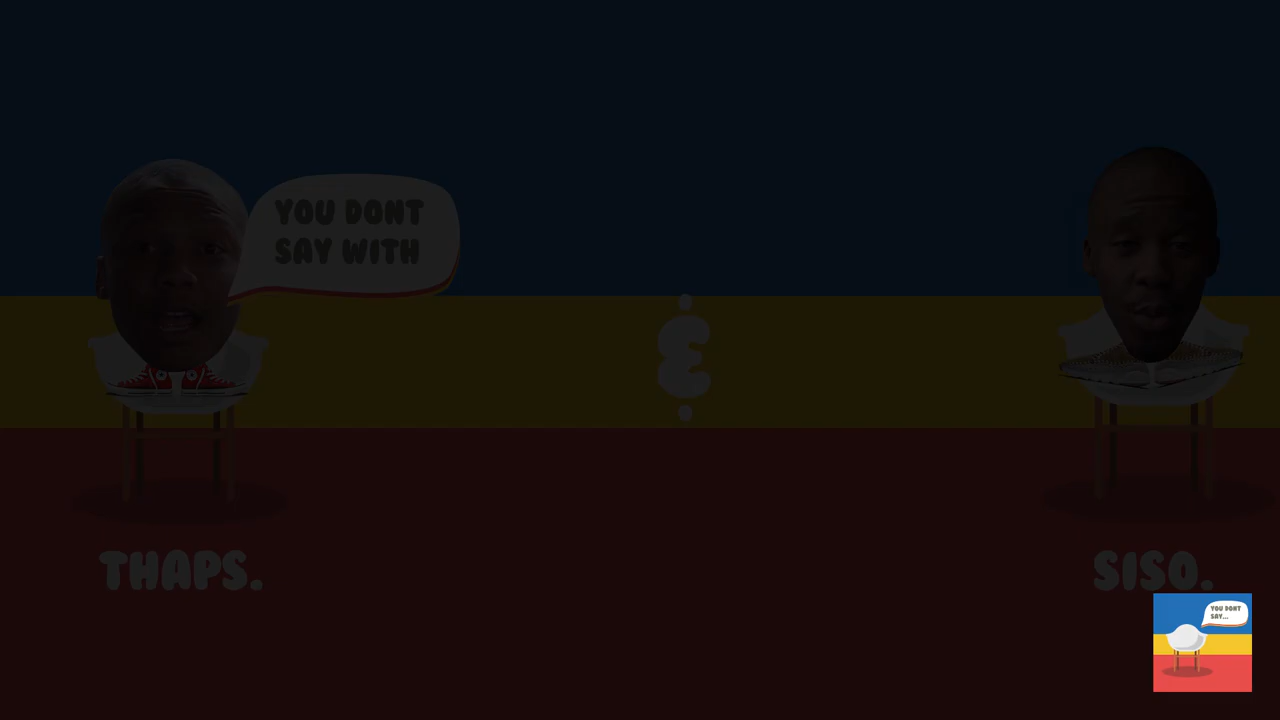 YOU DONT
SAY WITH
&
THAPS.
SISO.
YOU DONT
SAY...